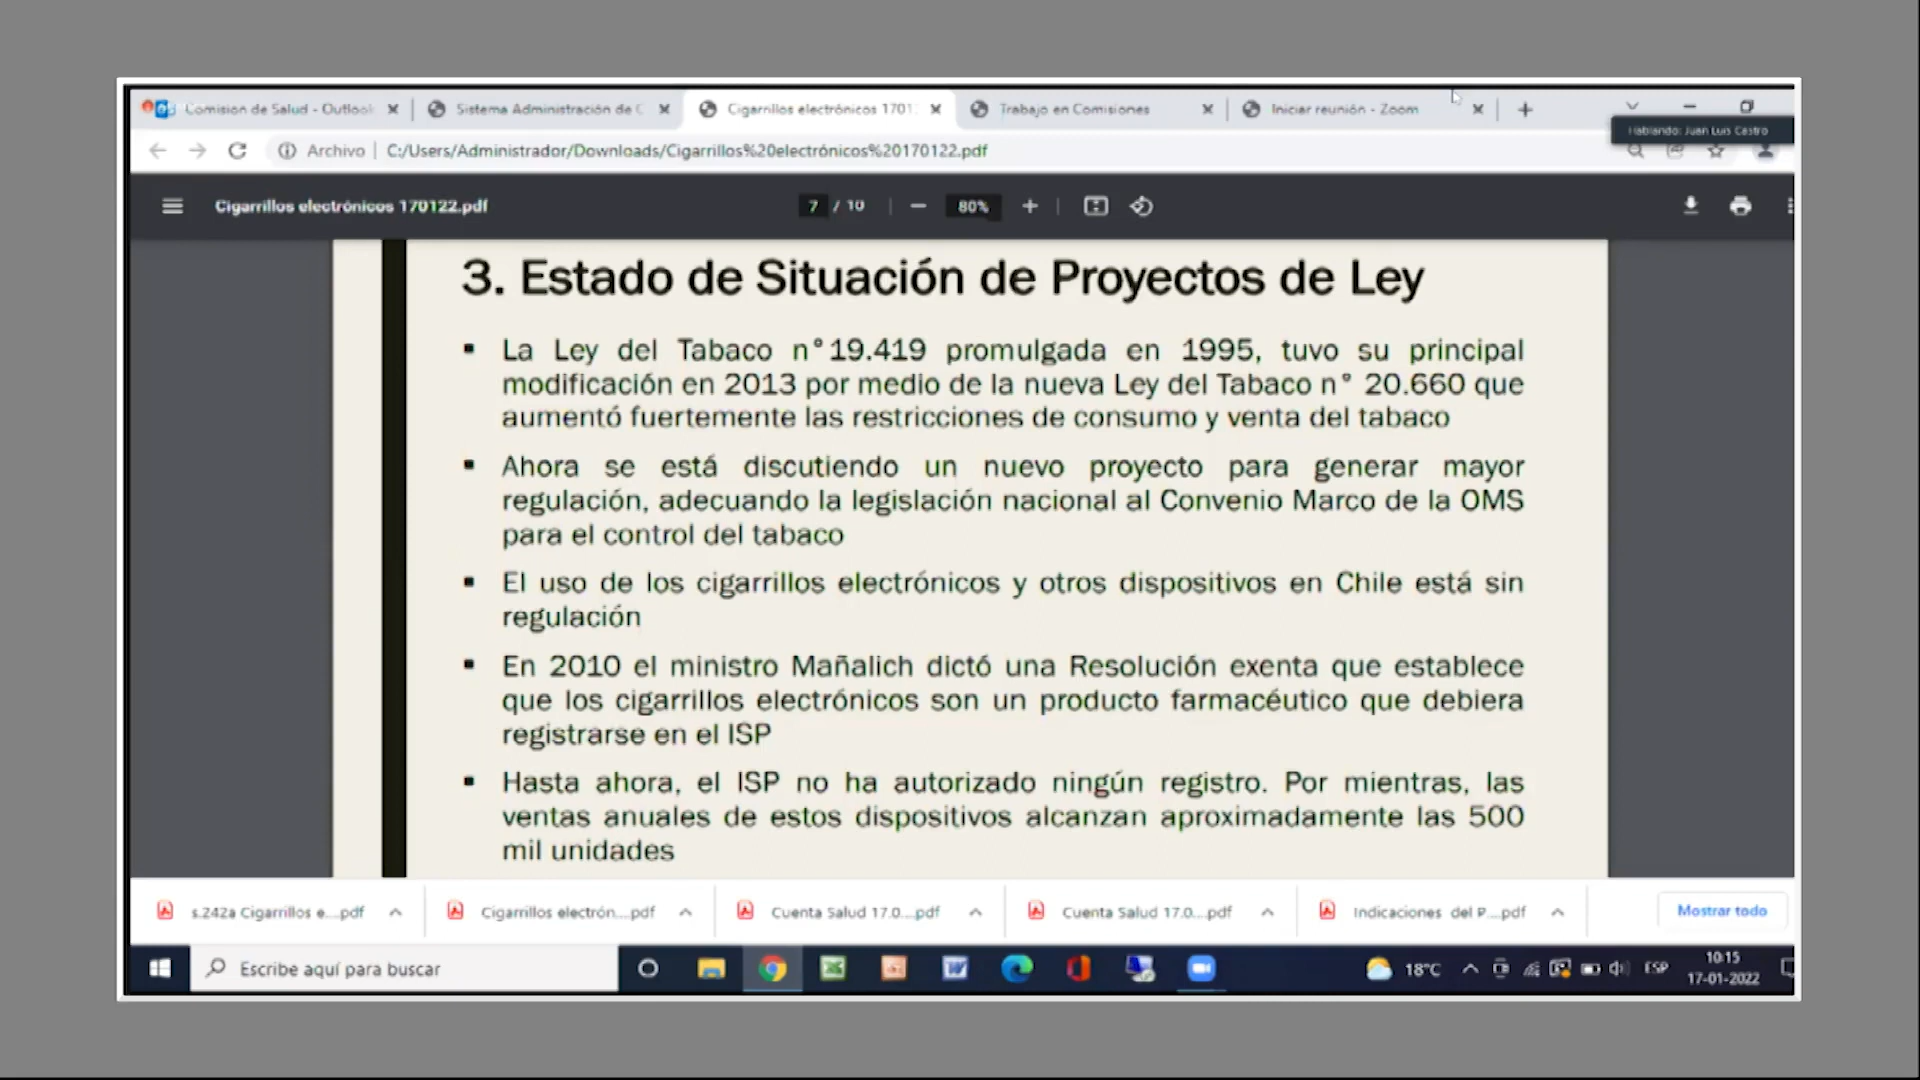 Comision de Salud - Outlook
Sistema Administración de C
Cigarrillos electrónicos 1701
Trabajo en Comisiones
Iniciar reunión - Zoom
Hablando: Juan Luis Castro
Archivo
C:/Users/Administrador/Downloads/Cigarrillos%20electrónicos%20170122.pdf
Cigarrillos electrónicos 170122.pdf
7 / 10
80%
3. Estado de Situación de Proyectos de Ley
▪ La Ley del Tabaco n°19.419 promulgada en 1995, tuvo su principal
modificación en 2013 por medio de la nueva Ley del Tabaco n° 20.660 que
aumentó fuertemente las restricciones de consumo y venta del tabaco
▪ Ahora se está discutiendo un nuevo proyecto para generar mayor
regulación, adecuando la legislación nacional al Convenio Marco de la OMS
para el control del tabaco
▪ El uso de los cigarrillos electrónicos y otros dispositivos en Chile está sin
regulación
▪ En 2010 el ministro Mañalich dictó una Resolución exenta que establece
que los cigarrillos electrónicos son un producto farmacéutico que debiera
registrarse en el ISP
▪ Hasta ahora, el ISP no ha autorizado ningún registro. Por mientras, las
ventas anuales de estos dispositivos alcanzan aproximadamente las 500
mil unidades
s.242a Cigarrillos e....pdf
Cigarrillos electrón....pdf
Cuenta Salud 17.0....pdf
Cuenta Salud 17.0....pdf
Indicaciones del P....pdf
Mostrar todo
Escribe aquí para buscar
18°C
ESP
10:15
17-01-2022